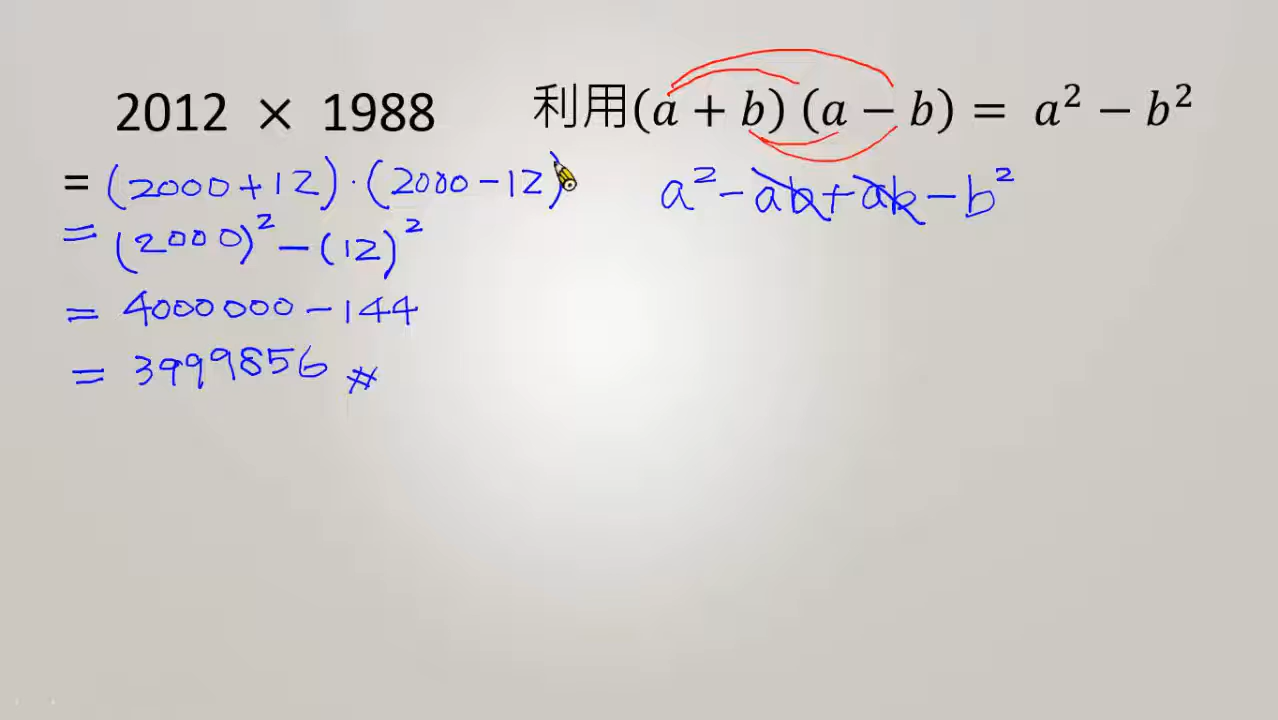 2012 × 1988 利用(a + b)(a − b) = a² − b²
= (2000+12)·(2000−12) a²−ab+ab−b²
= (2000)²−(12)²
= 4000000−144
= 3999856 #